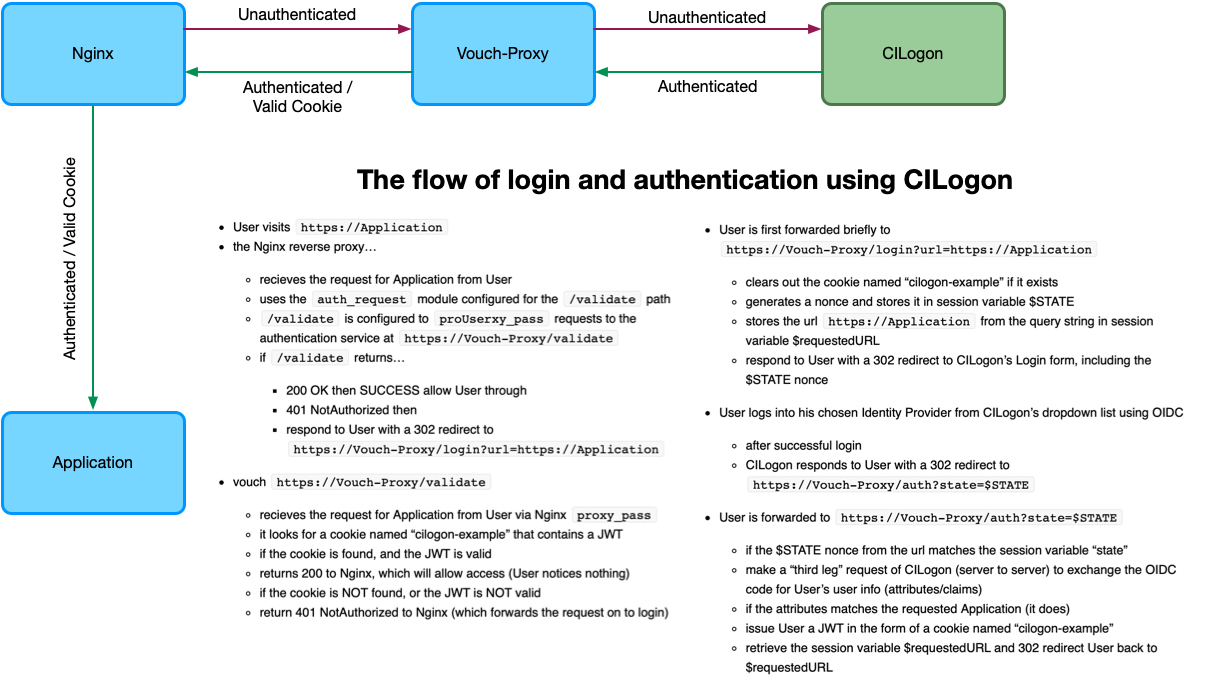 Unauthenticated
Unauthenticated
Nginx
Vouch-Proxy
CILogon
Authenticated /
Valid Cookie
Authenticated
Authenticated / Valid Cookie
Application
The flow of login and authentication using CILogon
• User visits https://Application
• the Nginx reverse proxy…
◦ recieves the request for Application from User
◦ uses the auth_request module configured for the /validate path
◦ /validate is configured to proUserxy_pass requests to the
authentication service at https://Vouch-Proxy/validate
◦ if /validate returns…
▪ 200 OK then SUCCESS allow User through
▪ 401 NotAuthorized then
▪ respond to User with a 302 redirect to
https://Vouch-Proxy/login?url=https://Application
• vouch https://Vouch-Proxy/validate
◦ recieves the request for Application from User via Nginx proxy_pass
◦ it looks for a cookie named “cilogon-example” that contains a JWT
◦ if the cookie is found, and the JWT is valid
◦ returns 200 to Nginx, which will allow access (User notices nothing)
◦ if the cookie is NOT found, or the JWT is NOT valid
◦ return 401 NotAuthorized to Nginx (which forwards the request on to login)
• User is first forwarded briefly to
https://Vouch-Proxy/login?url=https://Application
◦ clears out the cookie named “cilogon-example” if it exists
◦ generates a nonce and stores it in session variable $STATE
◦ stores the url https://Application from the query string in session
variable $requestedURL
◦ respond to User with a 302 redirect to CILogon’s Login form, including the
$STATE nonce
• User logs into his chosen Identity Provider from CILogon’s dropdown list using OIDC
◦ after successful login
◦ CILogon responds to User with a 302 redirect to
https://Vouch-Proxy/auth?state=$STATE
• User is forwarded to https://Vouch-Proxy/auth?state=$STATE
◦ if the $STATE nonce from the url matches the session variable “state”
◦ make a “third leg” request of CILogon (server to server) to exchange the OIDC
code for User’s user info (attributes/claims)
◦ if the attributes matches the requested Application (it does)
◦ issue User a JWT in the form of a cookie named “cilogon-example”
◦ retrieve the session variable $requestedURL and 302 redirect User back to
$requestedURL